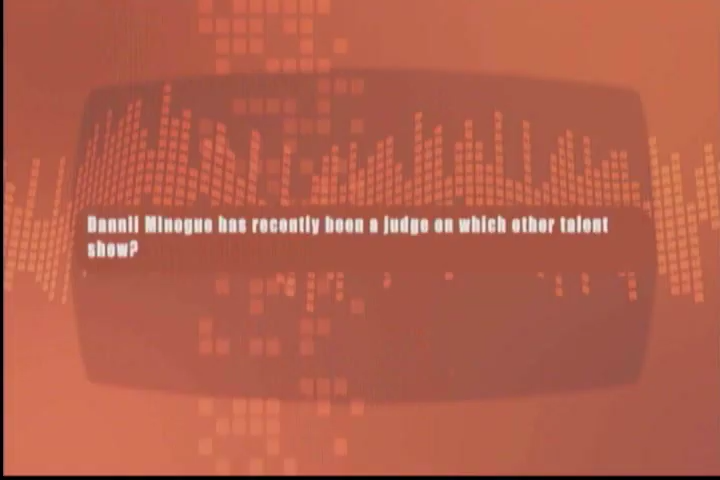 Dannii Minogue has recently been a judge on which other talent
show?